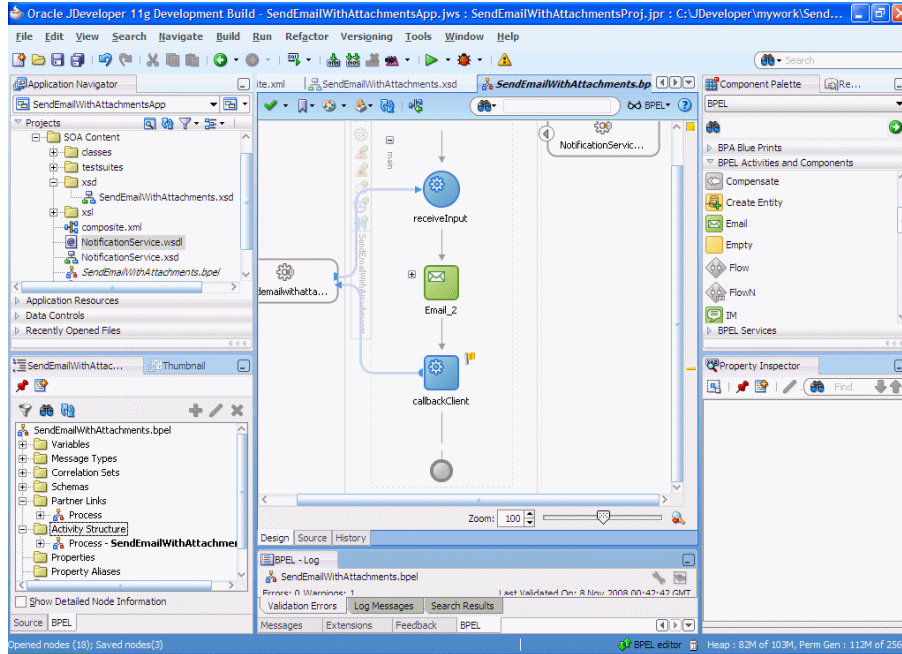 Oracle JDeveloper 11g Development Build - SendEmailWithAttachmentsApp.jws : SendEmailWithAttachmentsProj.jpr : C:\JDeveloper\mywork\Send...
File Edit View Search Navigate Build Run Refactor Versioning Tools Window Help
Search
Application Navigator
SendEmailWithAttachmentsApp
Projects
SOA Content
classes
testsuites
xsd
SendEmailWithAttachments.xsd
xsl
composite.xml
NotificationService.wsdl
NotificationService.xsd
SendEmailWithAttachments.bpel
Application Resources
Data Controls
Recently Opened Files
SendEmailWithAttac...
Thumbnail
SendEmailWithAttachments.bpel
Variables
Message Types
Correlation Sets
Schemas
Partner Links
Process
Activity Structure
Process - SendEmailWithAttachmen
Properties
Property Aliases
Show Detailed Node Information
Source BPEL
ite.xml SendEmailWithAttachments.xsd SendEmailWithAttachments.bp
BPEL
main
NotificationServic...
receiveInput
demailwithatta...
Email_2
callbackClient
Zoom: 100
Design Source History
BPEL - Log
SendEmailWithAttachments.bpel
Errors: 0 Warnings: 1 Last Validated On: 8 Nov 2008 00:42:42 GMT
Validation Errors Log Messages Search Results
Messages Extensions Feedback BPEL
Component Palette Re...
BPEL
BPA Blue Prints
BPEL Activities and Components
Compensate
Create Entity
Email
Empty
Flow
FlowN
IM
BPEL Services
Property Inspector
Find
Opened nodes (18); Saved nodes(3)
BPEL editor
Heap : 82M of 103M, Perm Gen : 112M of 256